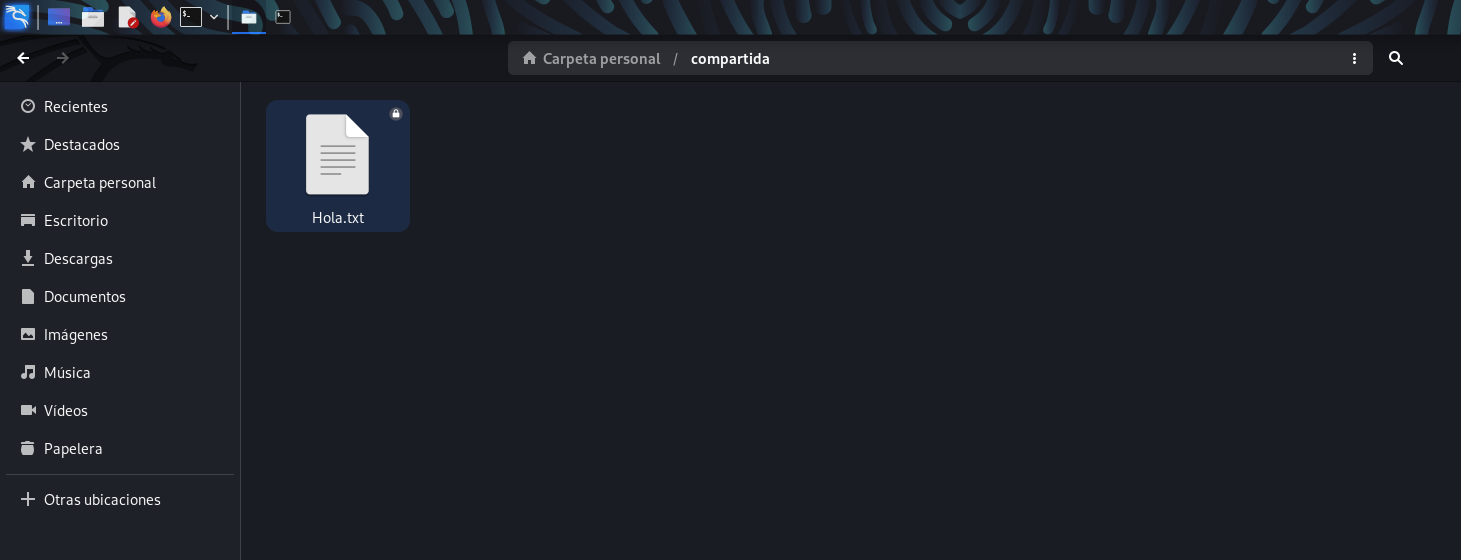 Carpeta personal / compartida
Recientes
Destacados
Carpeta personal
Escritorio
Descargas
Documentos
Imágenes
Música
Vídeos
Papelera
Otras ubicaciones
Hola.txt